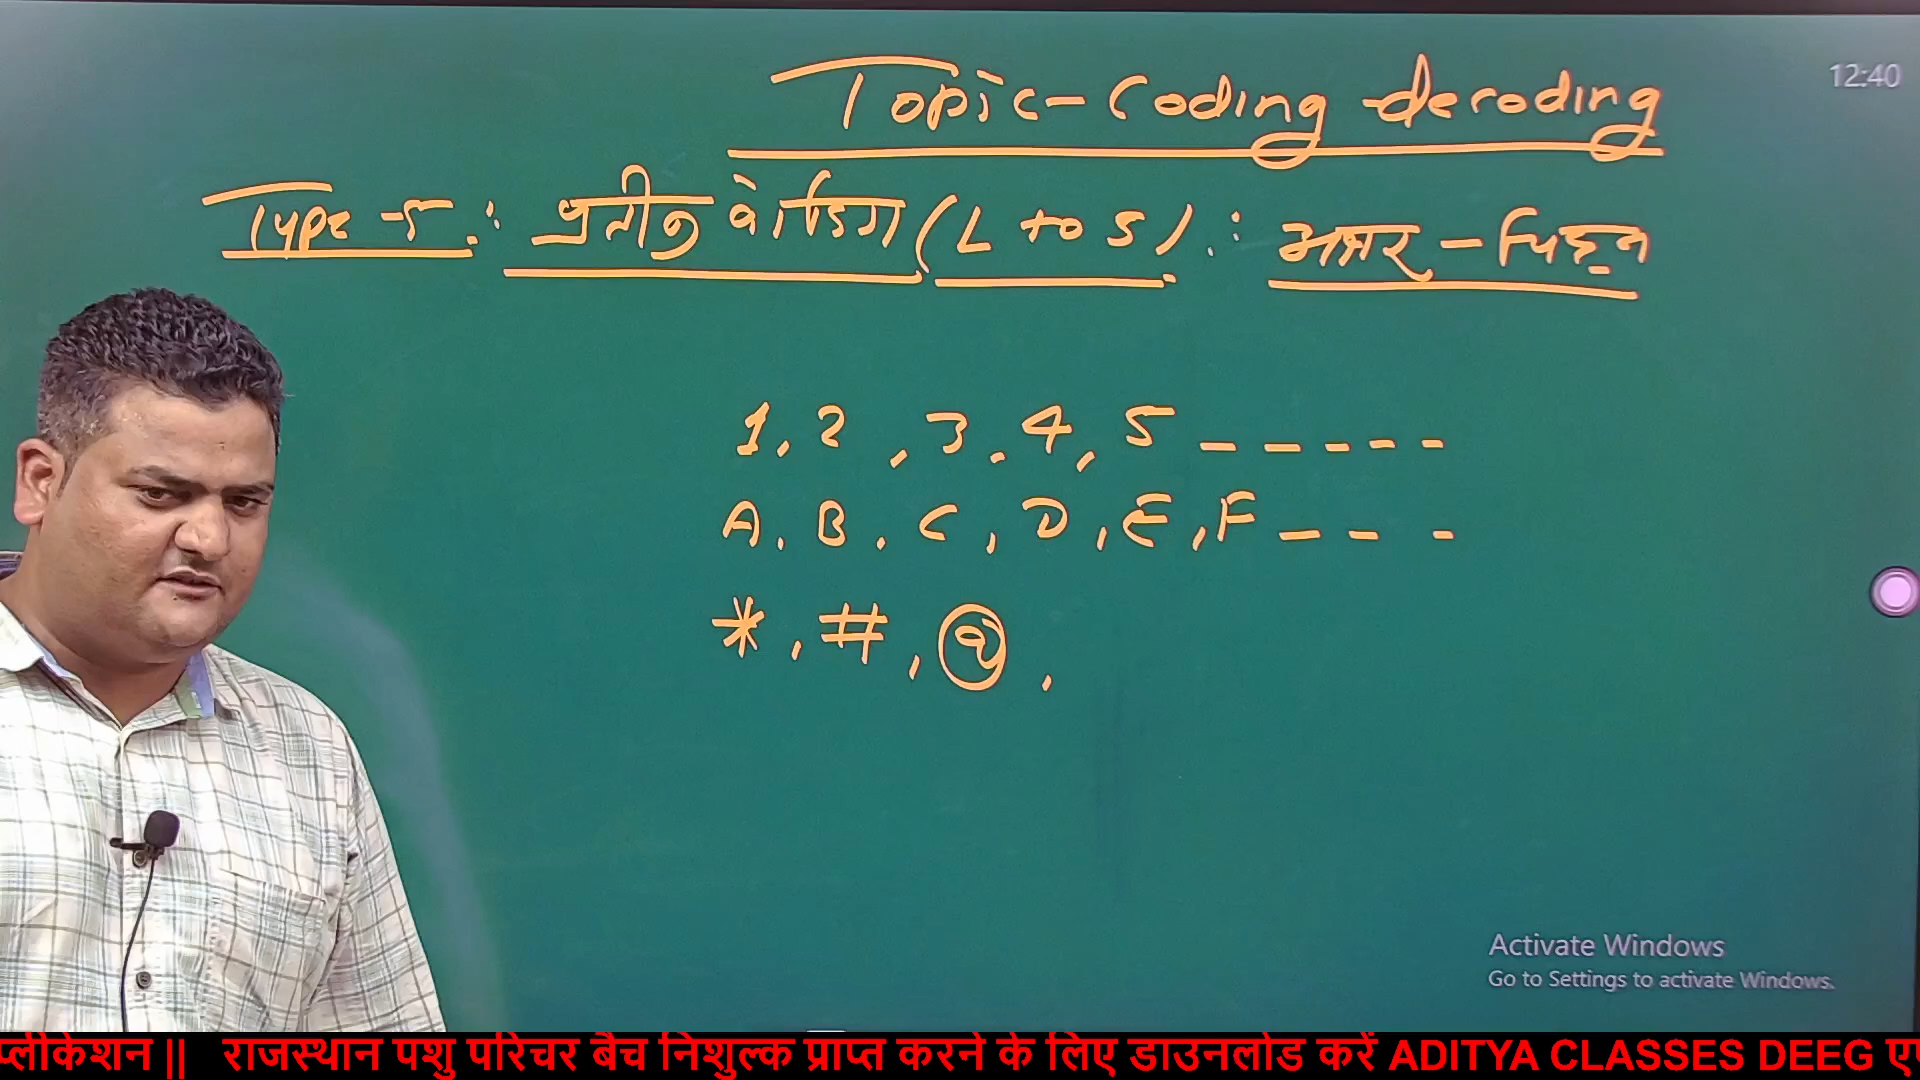 12:40
Topic-Coding decoding
Type-5: प्रतीक कोडिंग (L to S): अक्षर-चिह्न
1, 2, 3, 4, 5 -----
A, B, C, D, E, F ---
*, #, @,
Activate Windows
Go to Settings to activate Windows.
प्लीकेशन || राजस्थान पशु परिचर बैच निशुल्क प्राप्त करने के लिए डाउनलोड करें ADITYA CLASSES DEEG एप